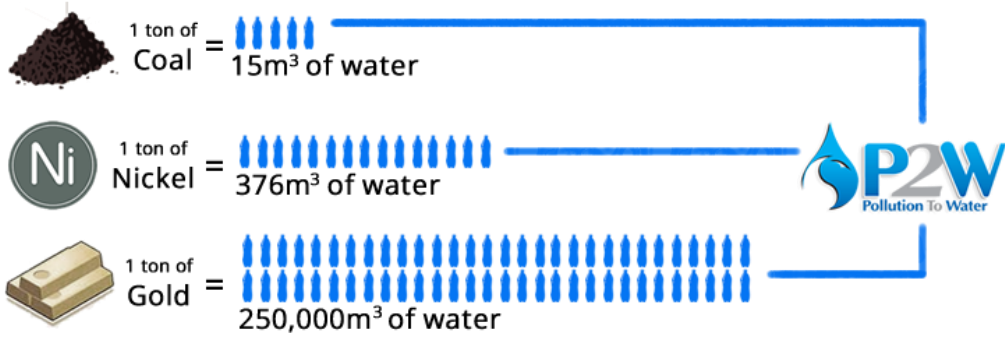 1 ton of
Coal
=
15m³ of water
Ni
1 ton of
Nickel
=
376m³ of water
P2W
Pollution To Water
1 ton of
Gold
=
250,000m³ of water